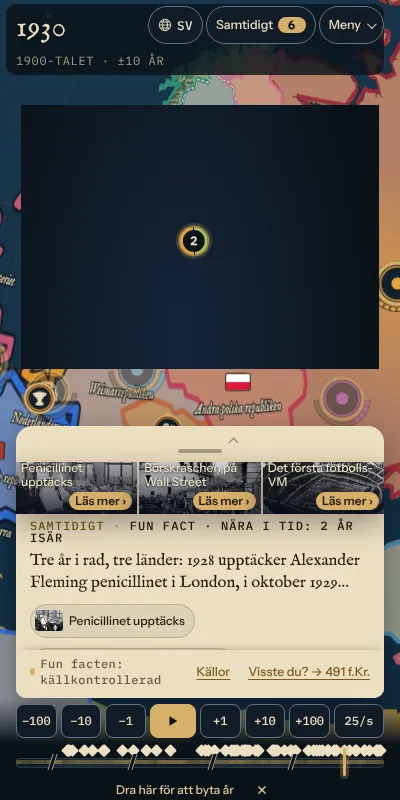 1930
SV
Samtidigt 6
Meny
1900-TALET · ±10 ÅR
2
Weimarrepubliken
Andra polska republiken
Penicillinet upptäcks
Läs mer ›
Börskraschen på Wall Street
Läs mer ›
Det första fotbolls-VM
Läs mer ›
SAMTIDIGT · FUN FACT · NÄRA I TID: 2 ÅR
ISÄR
Tre år i rad, tre länder: 1928 upptäcker Alexander
Fleming penicillinet i London, i oktober 1929…
Penicillinet upptäcks
Fun facten:
källkontrollerad
Källor
Visste du? → 491 f.Kr.
−100
−10
−1
+1
+10
+100
25/s
Dra här för att byta år